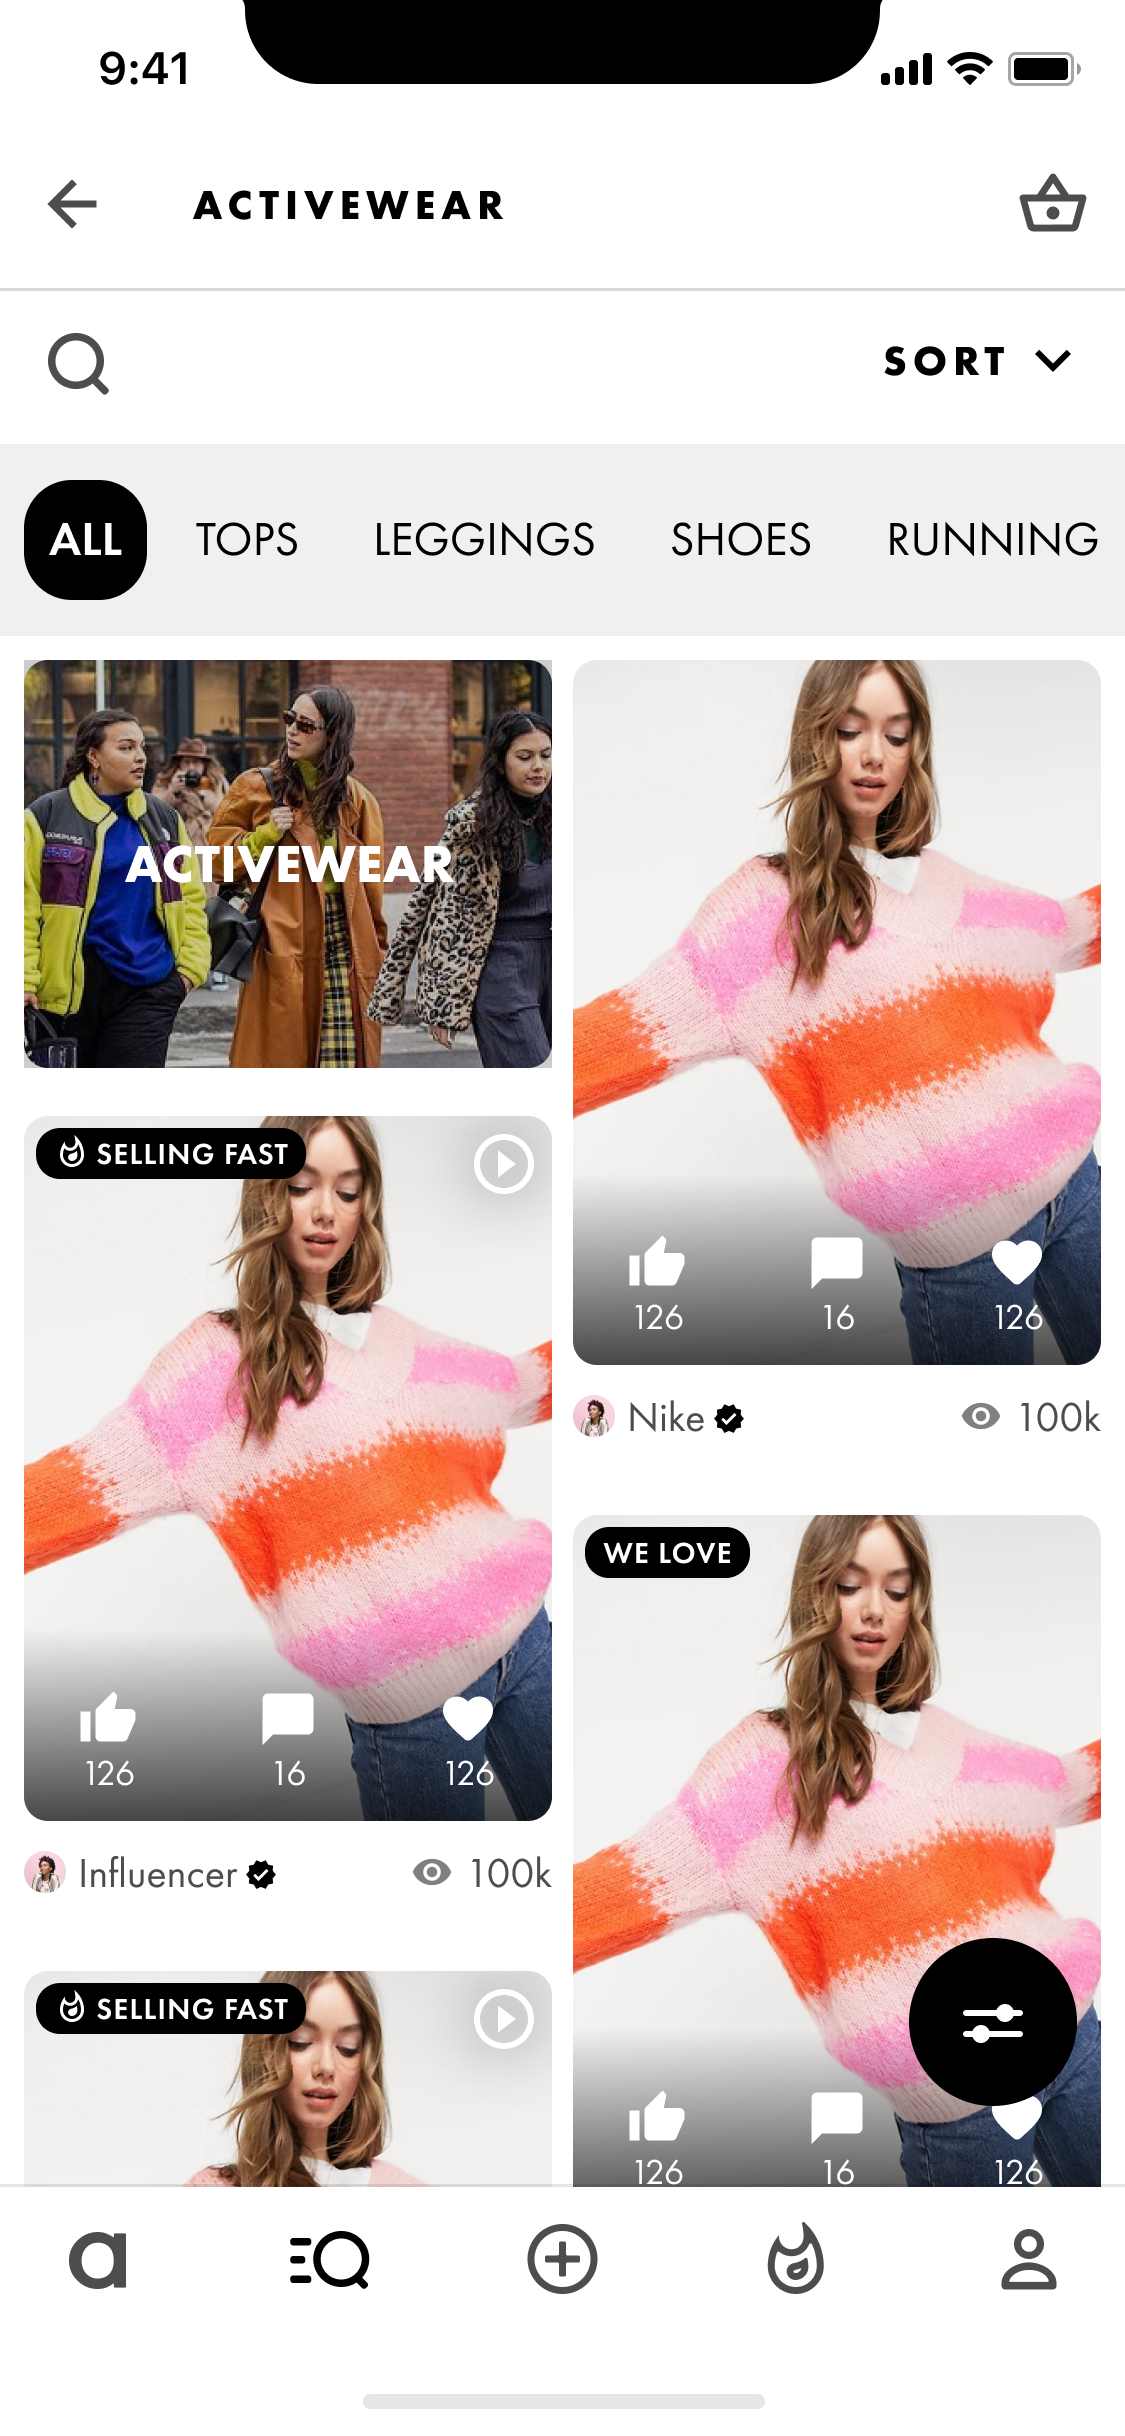 9:41
ACTIVEWEAR
SORT
ALL TOPS LEGGINGS SHOES RUNNING
ACTIVEWEAR
126 16 126
Nike 100k
SELLING FAST
126 16 126
Influencer 100k
WE LOVE
126 16 126
SELLING FAST
a